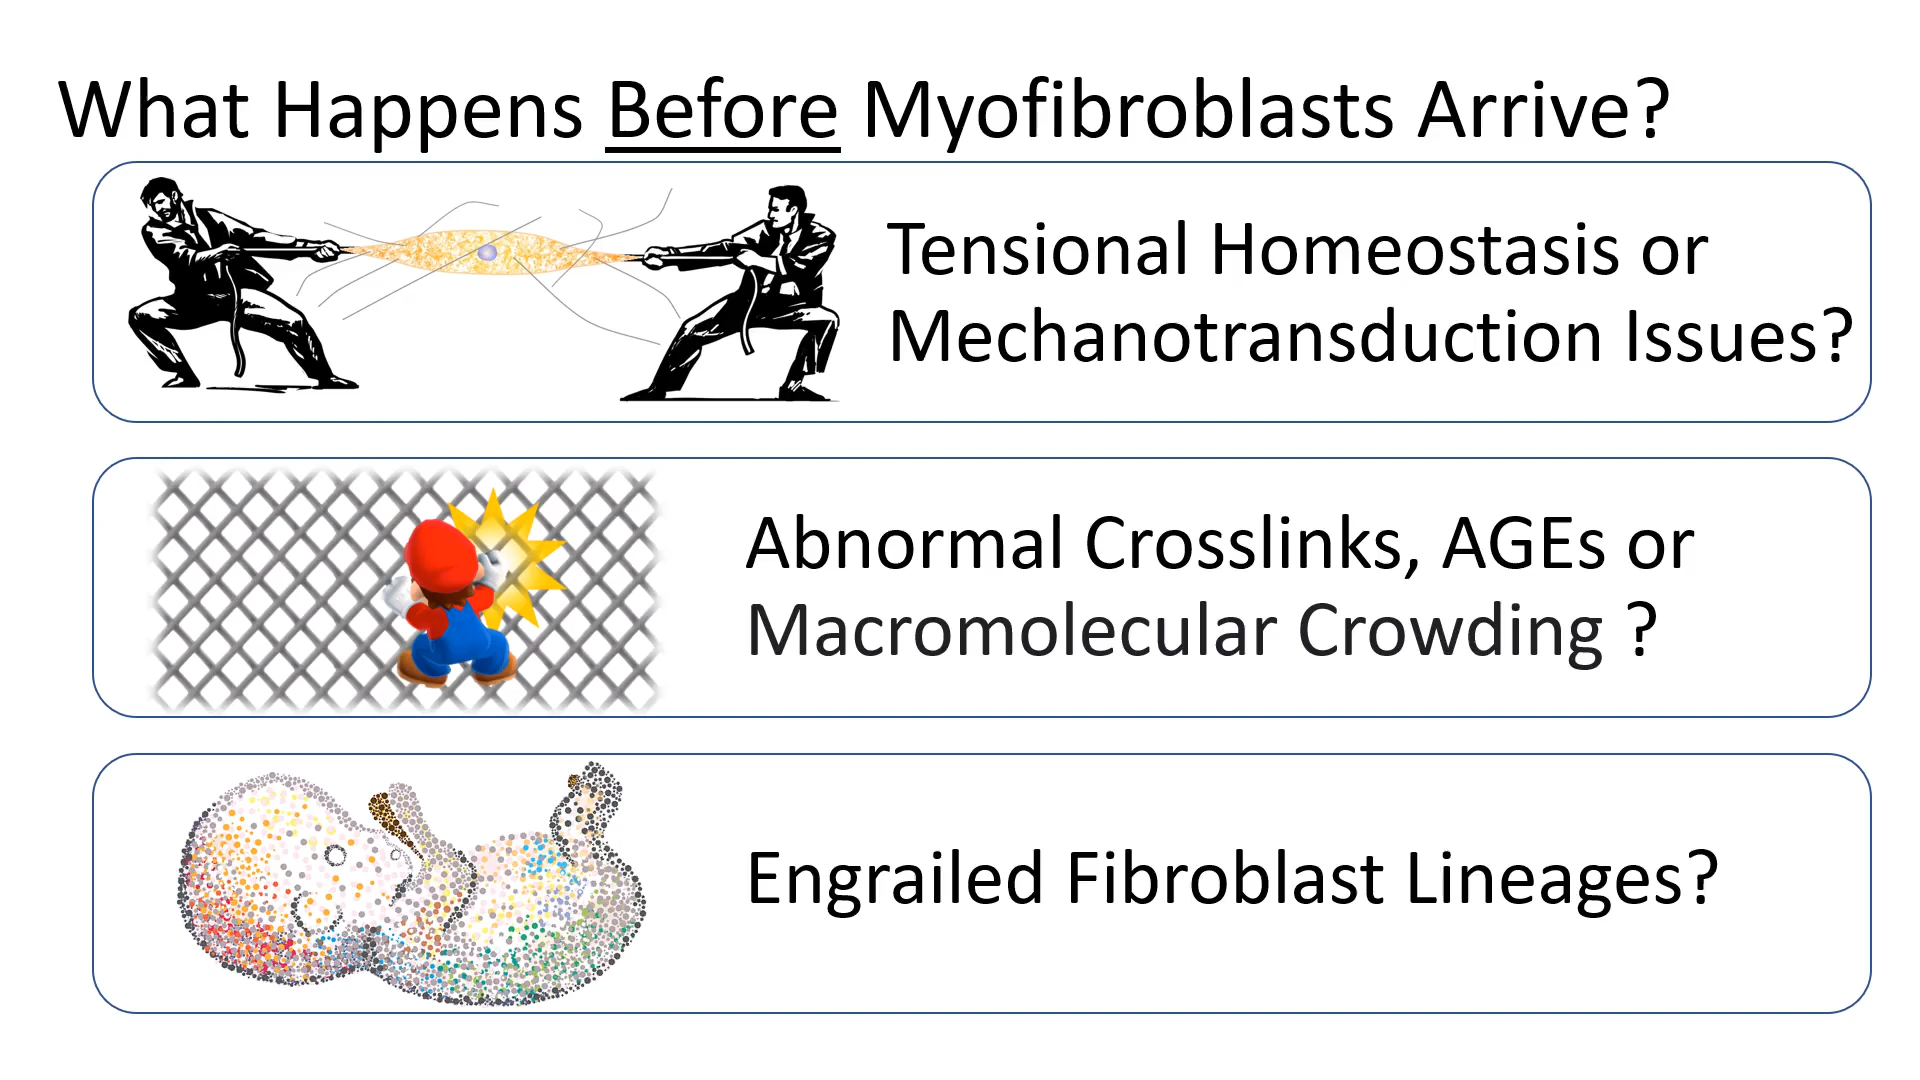 What Happens Before Myofibroblasts Arrive?
Tensional Homeostasis or
Mechanotransduction Issues?
Abnormal Crosslinks, AGEs or
Macromolecular Crowding ?
Engrailed Fibroblast Lineages?